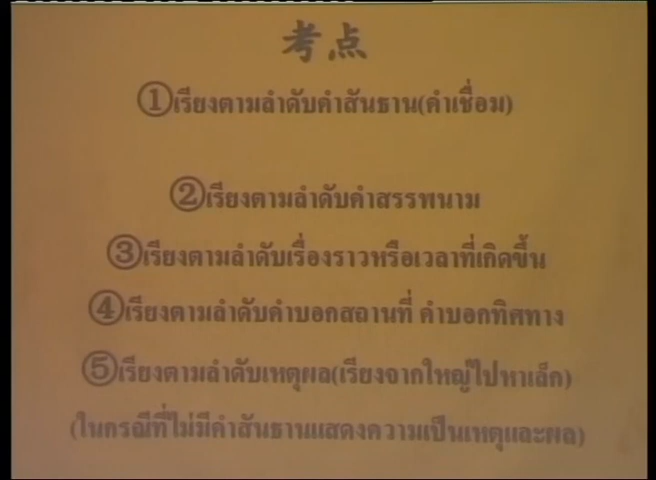 考点
①เรียงตามลำดับคำสันธาน(คำเชื่อม)
②เรียงตามลำดับคำสรรพนาม
③เรียงตามลำดับเรื่องราวหรือเวลาที่เกิดขึ้น
④เรียงตามลำดับคำบอกสถานที่ คำบอกทิศทาง
⑤เรียงตามลำดับเหตุผล(เรียงจากใหญ่ไปหาเล็ก)
(ในกรณีที่ไม่มีคำสันธานแสดงความเป็นเหตุและผล)